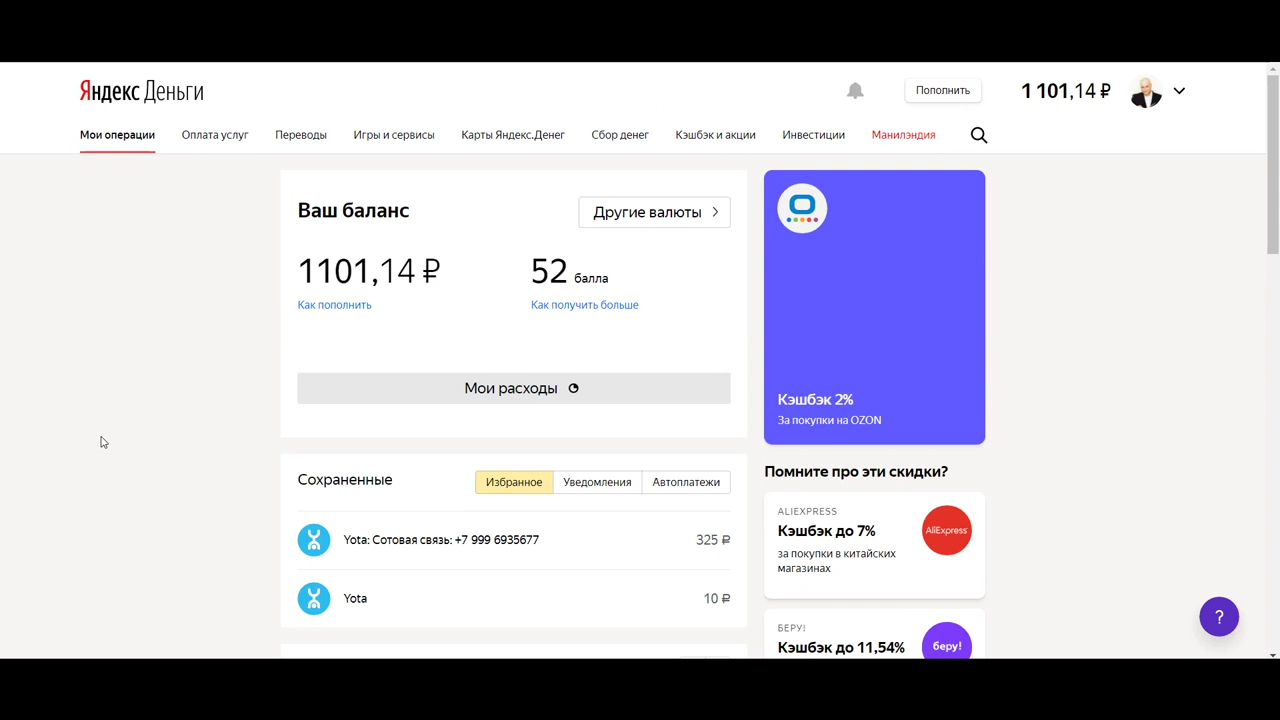 Яндекс Деньги
Пополнить
1 101,14 ₽
Мои операции
Оплата услуг
Переводы
Игры и сервисы
Карты Яндекс.Денег
Сбор денег
Кэшбэк и акции
Инвестиции
Манилэндия
Ваш баланс
Другие валюты
1101,14 ₽
52 балла
Как пополнить
Как получить больше
Мои расходы
Кэшбэк 2%
За покупки на OZON
Сохраненные
Избранное
Уведомления
Автоплатежи
Yota: Сотовая связь: +7 999 6935677
325 ₽
Yota
10 ₽
Помните про эти скидки?
ALIEXPRESS
Кэшбэк до 7%
за покупки в китайских
магазинах
AliExpress
БЕРУ!
Кэшбэк до 11,54%
беру!
?